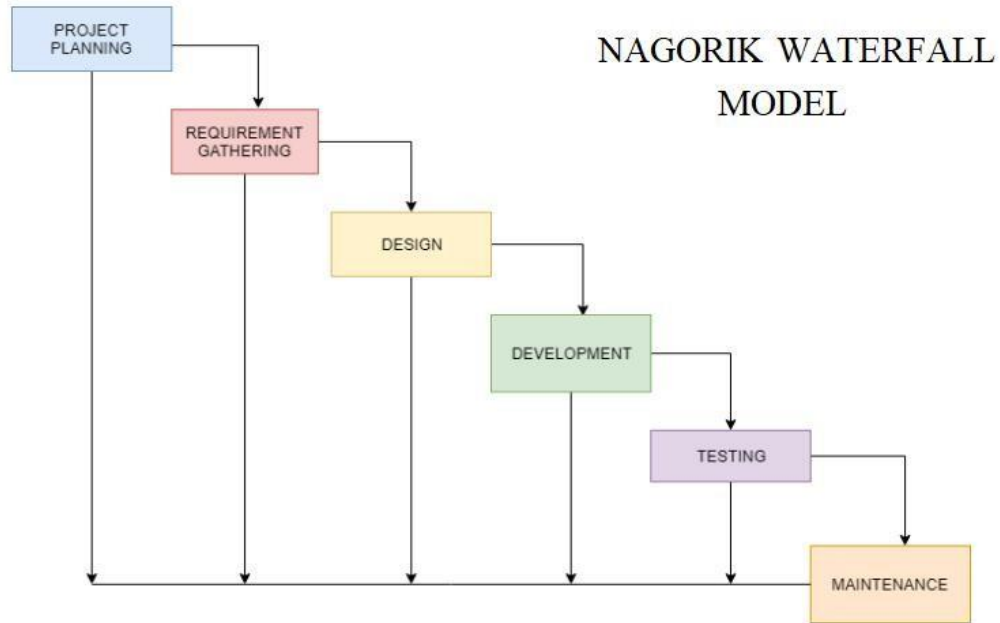 PROJECT
PLANNING
NAGORIK WATERFALL
MODEL
REQUIREMENT
GATHERING
DESIGN
DEVELOPMENT
TESTING
MAINTENANCE